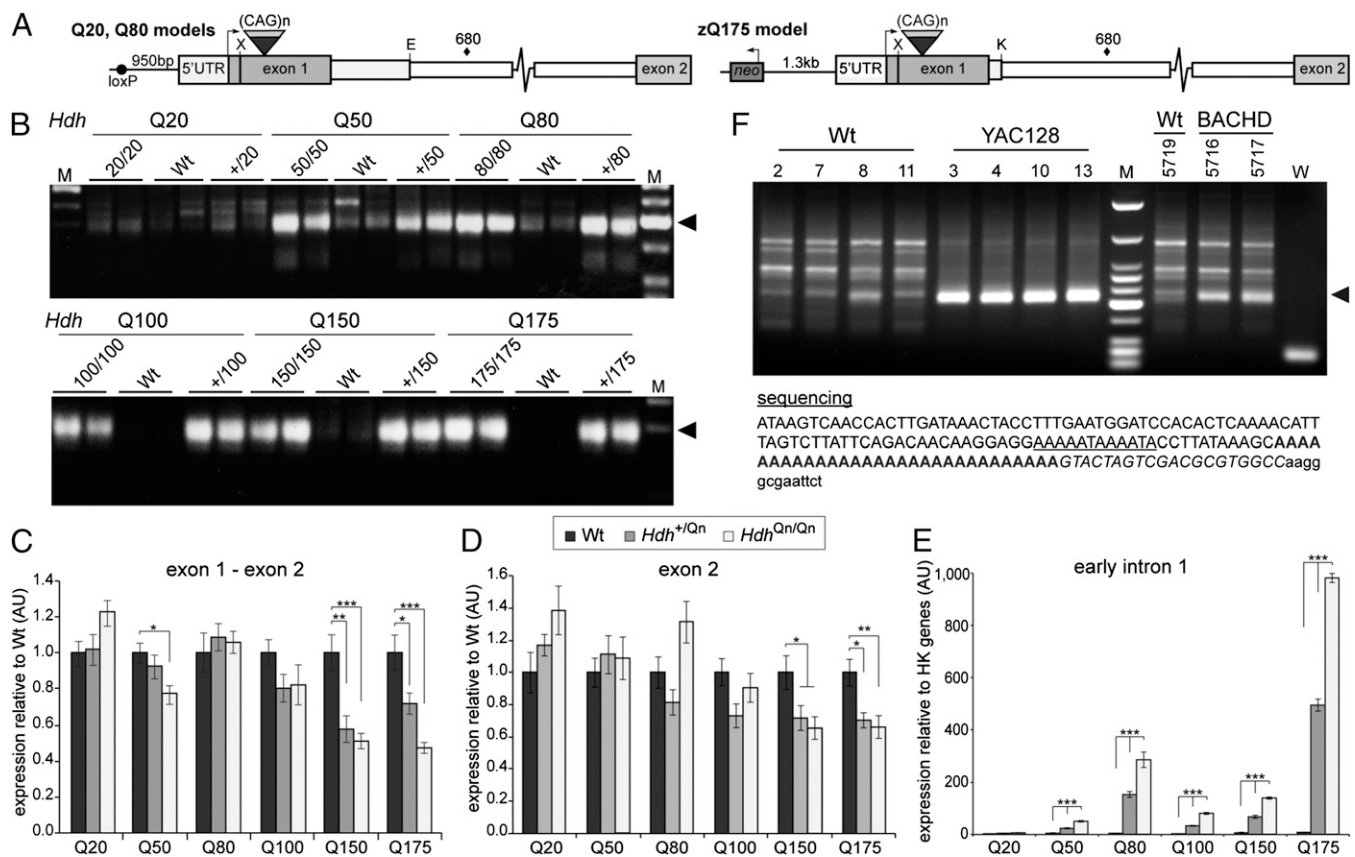 A
Q20, Q80 models
(CAG)n
X
E
680
950bp
loxP
5'UTR
exon 1
exon 2
zQ175 model
(CAG)n
X
K
680
neo
1.3kb
5'UTR
exon 1
exon 2
B
Hdh
Q20
Q50
Q80
M
20/20
Wt
+/20
50/50
Wt
+/50
80/80
Wt
+/80
M
Hdh
Q100
Q150
Q175
100/100
Wt
+/100
150/150
Wt
+/150
175/175
Wt
+/175
M
F
Wt
YAC128
Wt
BACHD
2
7
8
11
3
4
10
13
M
5719
5716
5717
W
sequencing
ATAAGTCAACCACTTGATAAACTACCTTTGAATGGATCCACACTCAAAACATT
TAGTCTTATTCAGACAACAAGGAGGAAAAATAAAATACCTTATAAAGCAAAA
AAAAAAAAAAAAAAAAAAAAAAAAAAGTACTAGTCGACGCGTGGCCaagg
gcgaattct
Wt
Hdh+/Qn
HdhQn/Qn
C
exon 1 - exon 2
expression relative to Wt (AU)
1.4
1.2
1.0
0.8
0.6
0.4
0.2
0.0
*
**
***
*
***
Q20
Q50
Q80
Q100
Q150
Q175
D
exon 2
expression relative to Wt (AU)
1.6
1.4
1.2
1.0
0.8
0.6
0.4
0.2
0.0
*
*
**
Q20
Q50
Q80
Q100
Q150
Q175
E
early intron 1
expression relative to HK genes (AU)
1,000
800
600
400
200
0
***
***
***
***
***
Q20
Q50
Q80
Q100
Q150
Q175